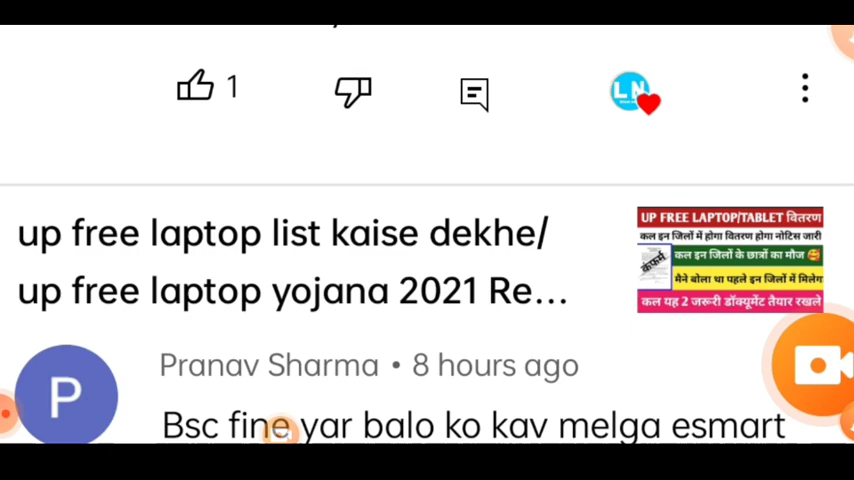 1
LN
up free laptop list kaise dekhe/
up free laptop yojana 2021 Re...
UP FREE LAPTOP/TABLET वितरण
कल इन जिलों में होगा वितरण होगा नोटिस जारी
कंफर्म
कल इन जिलों के छात्रों का मौज 🥰
मैने बोला था पहले इन जिलों में मिलेग
कल यह 2 जरूरी डॉक्यूमेंट तैयार रखले
P
Pranav Sharma • 8 hours ago
Bsc fine yar balo ko kav melga esmart